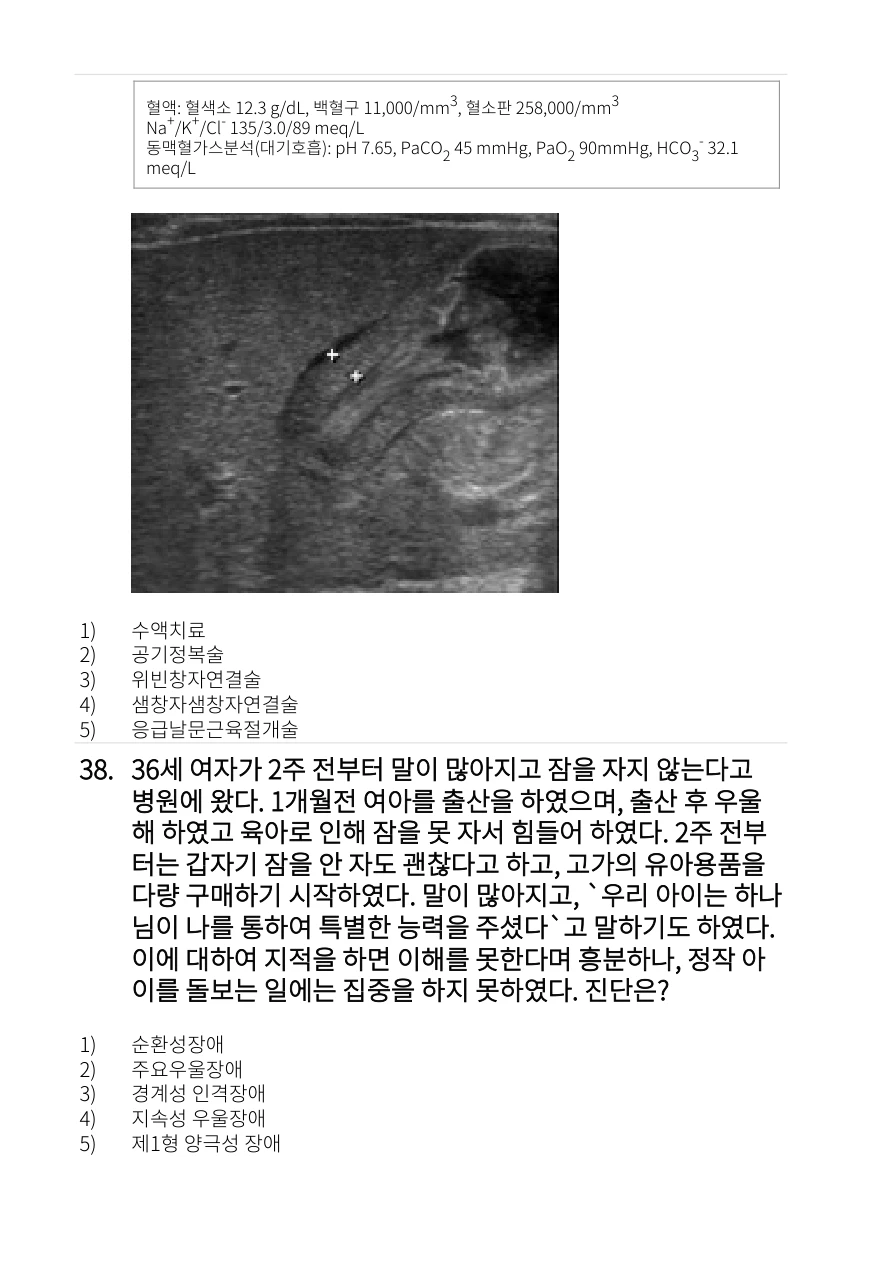 혈액: 혈색소 12.3 g/dL, 백혈구 11,000/mm3, 혈소판 258,000/mm3
Na+/K+/Cl- 135/3.0/89 meq/L
동맥혈가스분석(대기호흡): pH 7.65, PaCO2 45 mmHg, PaO2 90mmHg, HCO3- 32.1
meq/L
1) 수액치료
2) 공기정복술
3) 위빈창자연결술
4) 샘창자샘창자연결술
5) 응급날문근육절개술
38. 36세 여자가 2주 전부터 말이 많아지고 잠을 자지 않는다고
병원에 왔다. 1개월전 여아를 출산을 하였으며, 출산 후 우울
해 하였고 육아로 인해 잠을 못 자서 힘들어 하였다. 2주 전부
터는 갑자기 잠을 안 자도 괜찮다고 하고, 고가의 유아용품을
다량 구매하기 시작하였다. 말이 많아지고, `우리 아이는 하나
님이 나를 통하여 특별한 능력을 주셨다`고 말하기도 하였다.
이에 대하여 지적을 하면 이해를 못한다며 흥분하나, 정작 아
이를 돌보는 일에는 집중을 하지 못하였다. 진단은?
1) 순환성장애
2) 주요우울장애
3) 경계성 인격장애
4) 지속성 우울장애
5) 제1형 양극성 장애